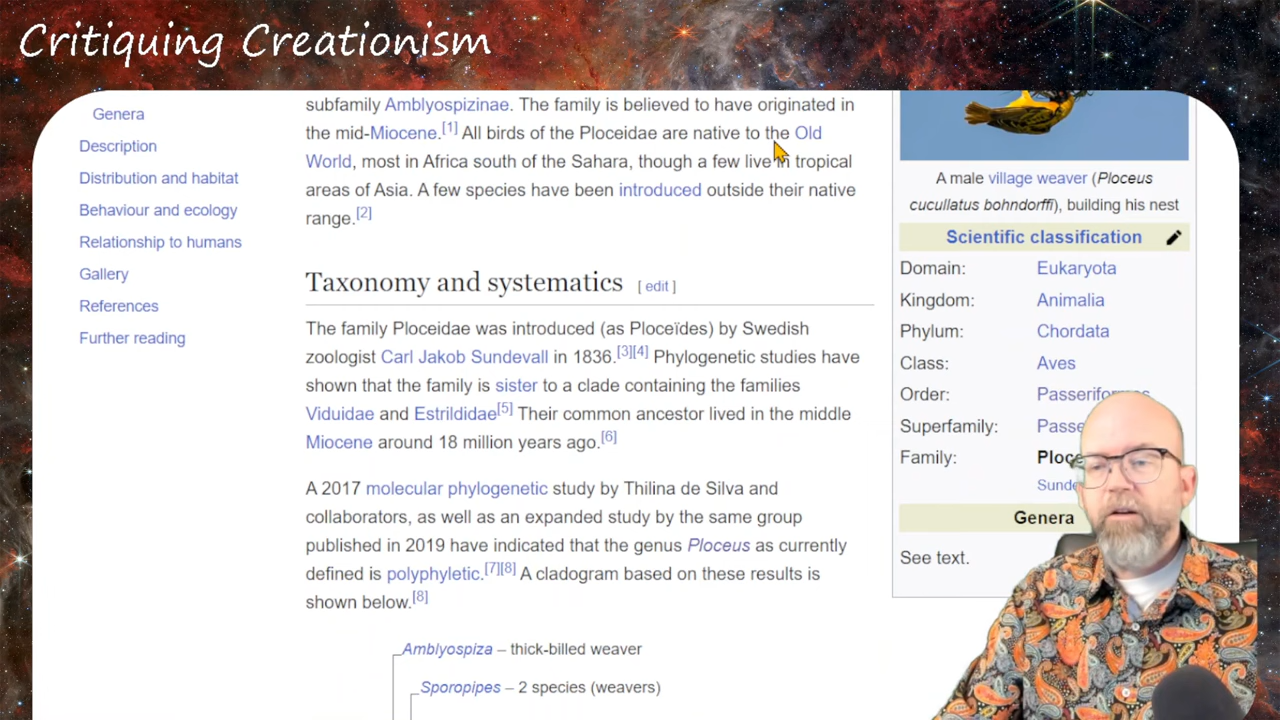 Critiquing Creationism
Genera
Description
Distribution and habitat
Behaviour and ecology
Relationship to humans
Gallery
References
Further reading
subfamily Amblyospizinae. The family is believed to have originated in
the mid-Miocene.[1] All birds of the Ploceidae are native to the Old
World, most in Africa south of the Sahara, though a few live in tropical
areas of Asia. A few species have been introduced outside their native
range.[2]
Taxonomy and systematics [ edit ]
The family Ploceidae was introduced (as Ploceïdes) by Swedish
zoologist Carl Jakob Sundevall in 1836.[3][4] Phylogenetic studies have
shown that the family is sister to a clade containing the families
Viduidae and Estrildidae[5] Their common ancestor lived in the middle
Miocene around 18 million years ago.[6]
A 2017 molecular phylogenetic study by Thilina de Silva and
collaborators, as well as an expanded study by the same group
published in 2019 have indicated that the genus Ploceus as currently
defined is polyphyletic.[7][8] A cladogram based on these results is
shown below.[8]
Amblyospiza – thick-billed weaver
Sporopipes – 2 species (weavers)
A male village weaver (Ploceus
cucullatus bohndorffi), building his nest
Scientific classification
Domain: Eukaryota
Kingdom: Animalia
Phylum: Chordata
Class: Aves
Order: Passeriformes
Superfamily: Passe
Family: Ploce
Sunde
Genera
See text.